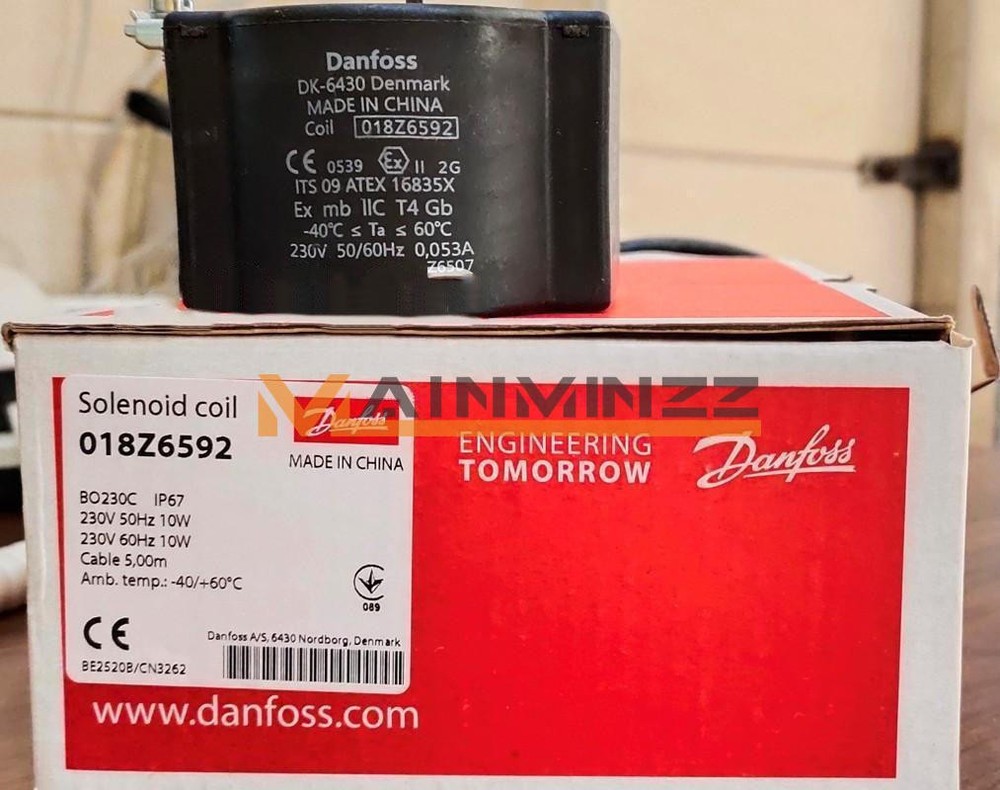 Danfoss
DK-6430 Denmark
MADE IN CHINA
Coil 018Z6592
CE 0539 Ex II 2G
ITS 09 ATEX 16835X
Ex mb IIC T4 Gb
-40°C ≤ Ta ≤ 60°C
230V 50/60Hz 0,053A
Z6507
MAINMINZZ
Solenoid coil
018Z6592
Danfoss
MADE IN CHINA
BO230C IP67
230V 50Hz 10W
230V 60Hz 10W
Cable 5,00m
Amb. temp.: -40/+60°C
089
CE
Danfoss A/S, 6430 Nordborg, Denmark
BE2520B/CN3262
ENGINEERING
TOMORROW
Danfoss
www.danfoss.com